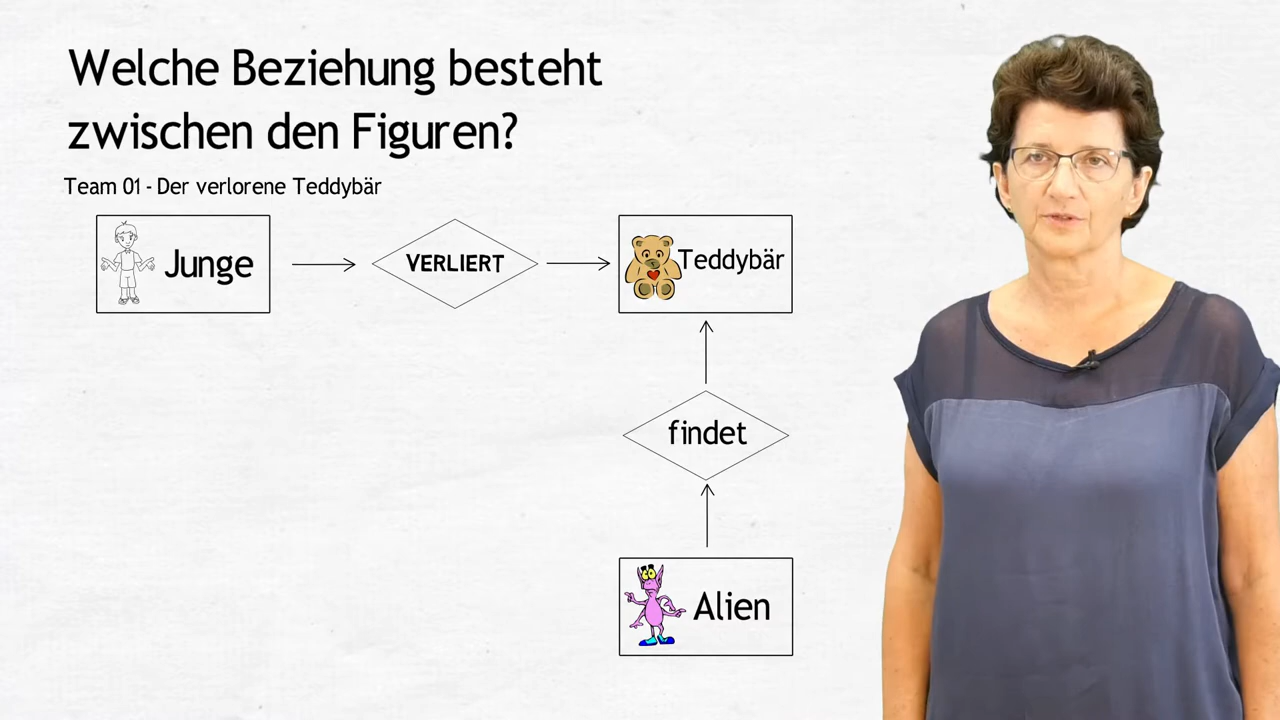 Welche Beziehung besteht
zwischen den Figuren?
Team 01 - Der verlorene Teddybär
Junge
VERLIERT
Teddybär
findet
Alien